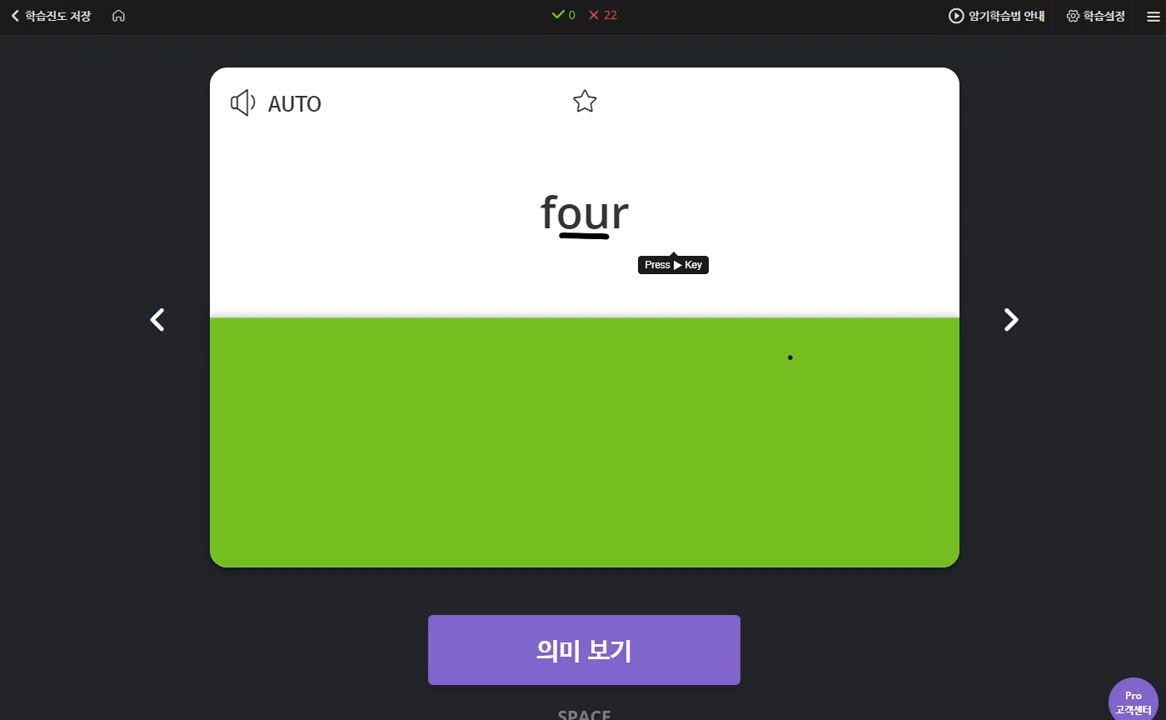 학습진도 저장
0 22
암기학습법 안내
학습설정
AUTO
four
Press ▶ Key
의미 보기
SPACE
Pro
고객센터